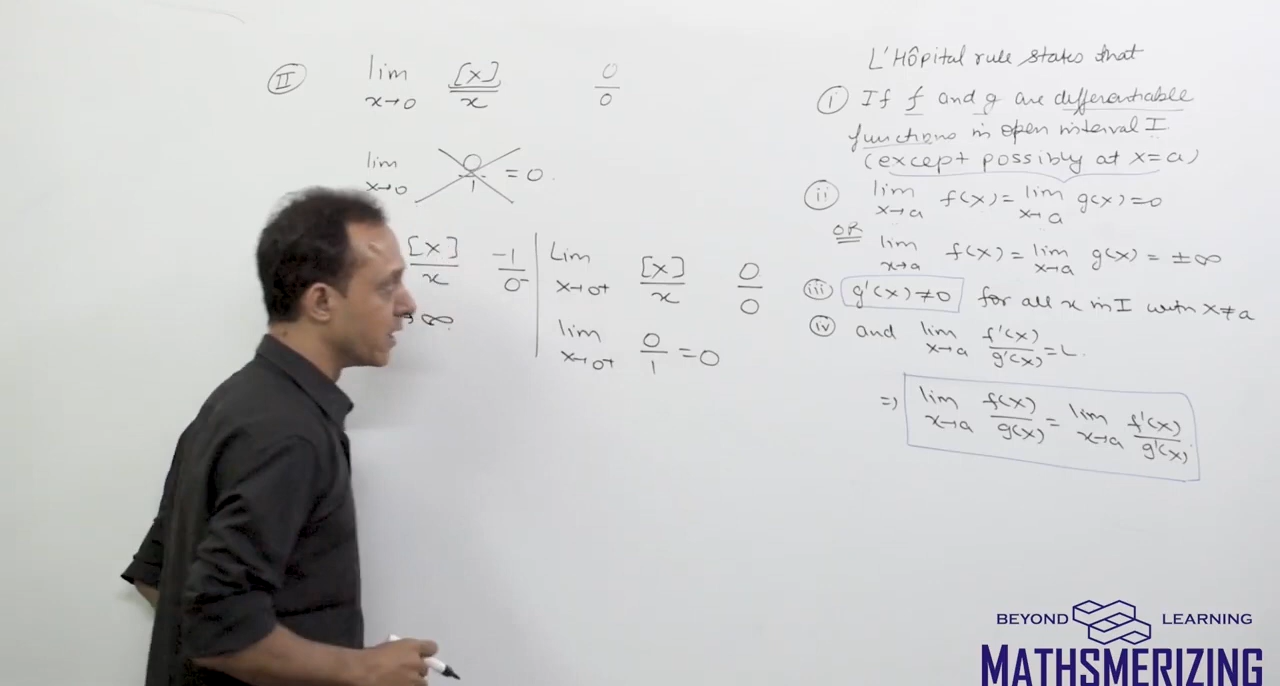 II lim x→0 [x]/x 0/0
lim x→0 0/1 = 0.
[x]/x -1/0⁻
→ ∞
Lim x→0+ [x]/x 0/0
lim x→0+ 0/1 = 0
L'Hôpital rule states that
i) If f and g are differentiable
functions in open interval I.
(except possibly at x=a)
ii) lim x→a f(x) = lim x→a g(x) = 0
OR lim x→a f(x) = lim x→a g(x) = ±∞
iii) g'(x) ≠ 0 for all x in I with x≠a
iv) and lim x→a f'(x)/g'(x) = L.
=> lim x→a f(x)/g(x) = lim x→a f'(x)/g'(x).
BEYOND LEARNING
MATHSMERIZING